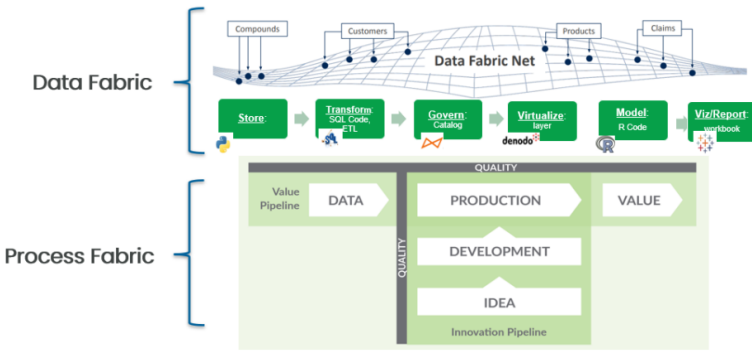 Compounds
Customers
Products
Claims
Data Fabric Net
Data Fabric
Store:
Transform:
SQL Code,
ETL
Govern:
Catalog
Virtualize:
layer
Model:
R Code
Viz/Report:
workbook
denodo
R
QUALITY
Value
Pipeline
DATA
PRODUCTION
VALUE
Process Fabric
QUALITY
DEVELOPMENT
IDEA
Innovation Pipeline